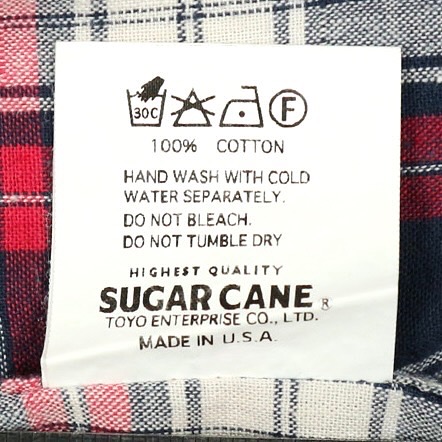 30C F
100% COTTON
HAND WASH WITH COLD
WATER SEPARATELY.
DO NOT BLEACH.
DO NOT TUMBLE DRY
HIGHEST QUALITY
SUGAR CANE®
TOYO ENTERPRISE CO., LTD.
MADE IN U.S.A.